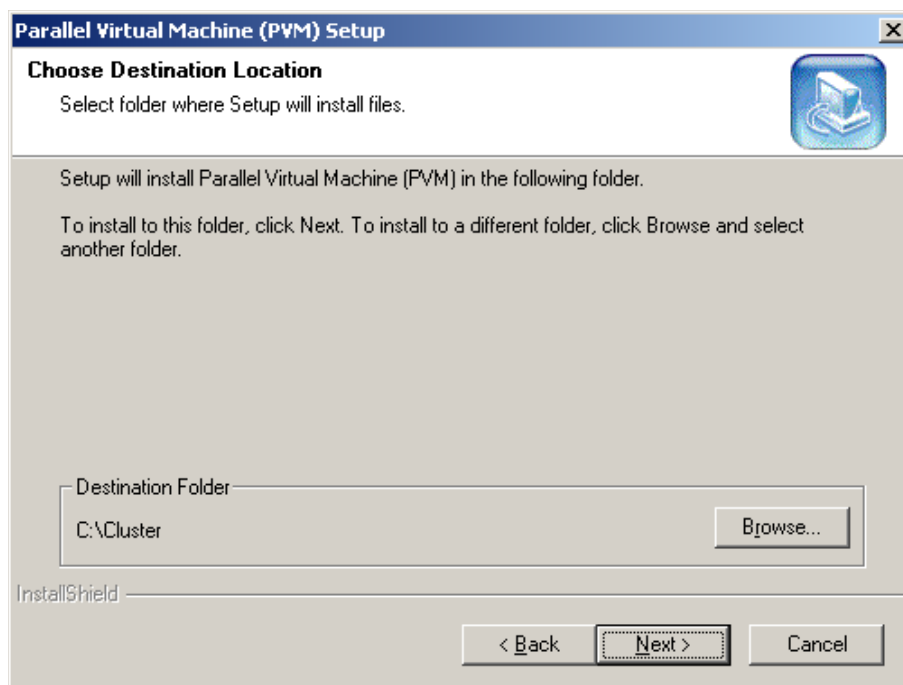 Parallel Virtual Machine (PVM) Setup
Choose Destination Location
Select folder where Setup will install files.
Setup will install Parallel Virtual Machine (PVM) in the following folder.
To install to this folder, click Next. To install to a different folder, click Browse and select
another folder.
Destination Folder
C:\Cluster
Browse...
InstallShield
< Back
Next >
Cancel